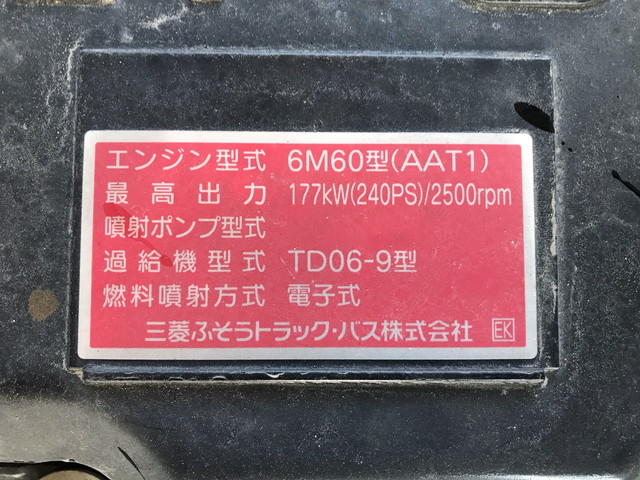 エンジン型式 6M60型(AAT1)
最高出力 177kW(240PS)/2500rpm
噴射ポンプ型式
過給機型式 TD06-9型
燃料噴射方式 電子式
三菱ふそうトラック・バス株式会社 EK